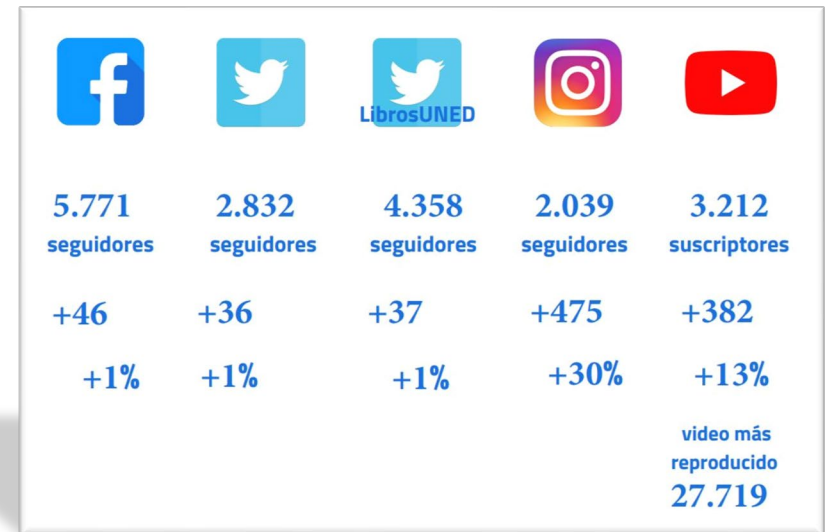 LibrosUNED
5.771 2.832 4.358 2.039 3.212
seguidores seguidores seguidores seguidores suscriptores
+46 +36 +37 +475 +382
+1% +1% +1% +30% +13%
video más
reproducido
27.719